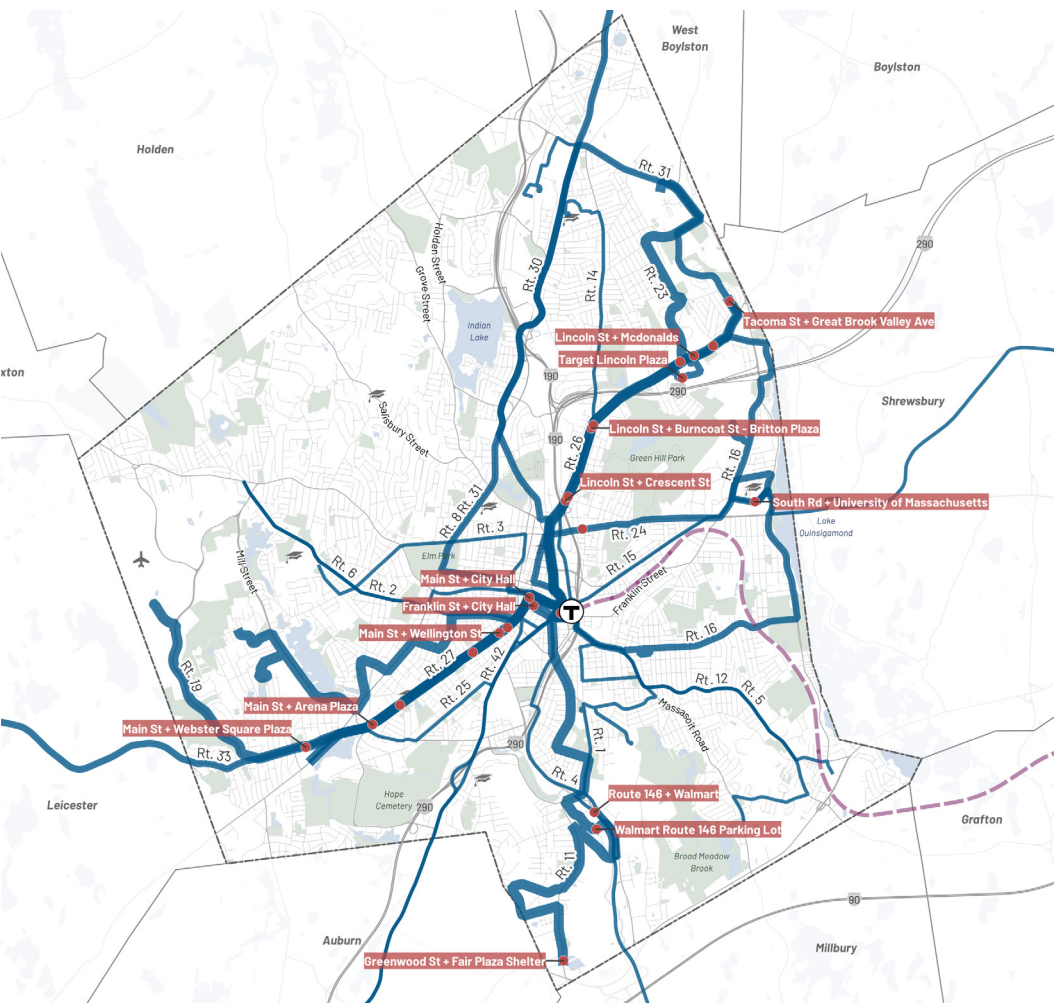 West
Boylston
Boylston
Holden
Rt. 31
290
Holden Street
Grove Street
Rt. 30
Rt. 14
Rt. 23
Indian
Lake
Tacoma St + Great Brook Valley Ave
Lincoln St + Mcdonalds
Target Lincoln Plaza
xton
190
290
Shrewsbury
Salisbury Street
190
Lincoln St + Burncoat St - Britton Plaza
Rt. 26
Green Hill Park
Rt. 16
Lincoln St + Crescent St
South Rd + University of Massachusetts
Rt. 8
Rt. 31
Rt. 3
Rt. 24
Lake
Quinsigamond
Elm Park
Rt. 15
Mill Street
Rt. 6
Rt. 2
Main St + City Hall
Franklin Street
Franklin St + City Hall
T
Main St + Wellington St
Rt. 16
Rt. 27
Rt. 42
Rt. 19
Rt. 25
Rt. 12
Rt. 5
Main St + Arena Plaza
Massasoit Road
Main St + Webster Square Plaza
Rt. 33
290
Rt. 1
Rt. 4
Leicester
Hope
Cemetery
290
Route 146 + Walmart
Walmart Route 146 Parking Lot
Grafton
Rt. 11
Broad Meadow
Brook
90
Auburn
Millbury
Greenwood St + Fair Plaza Shelter